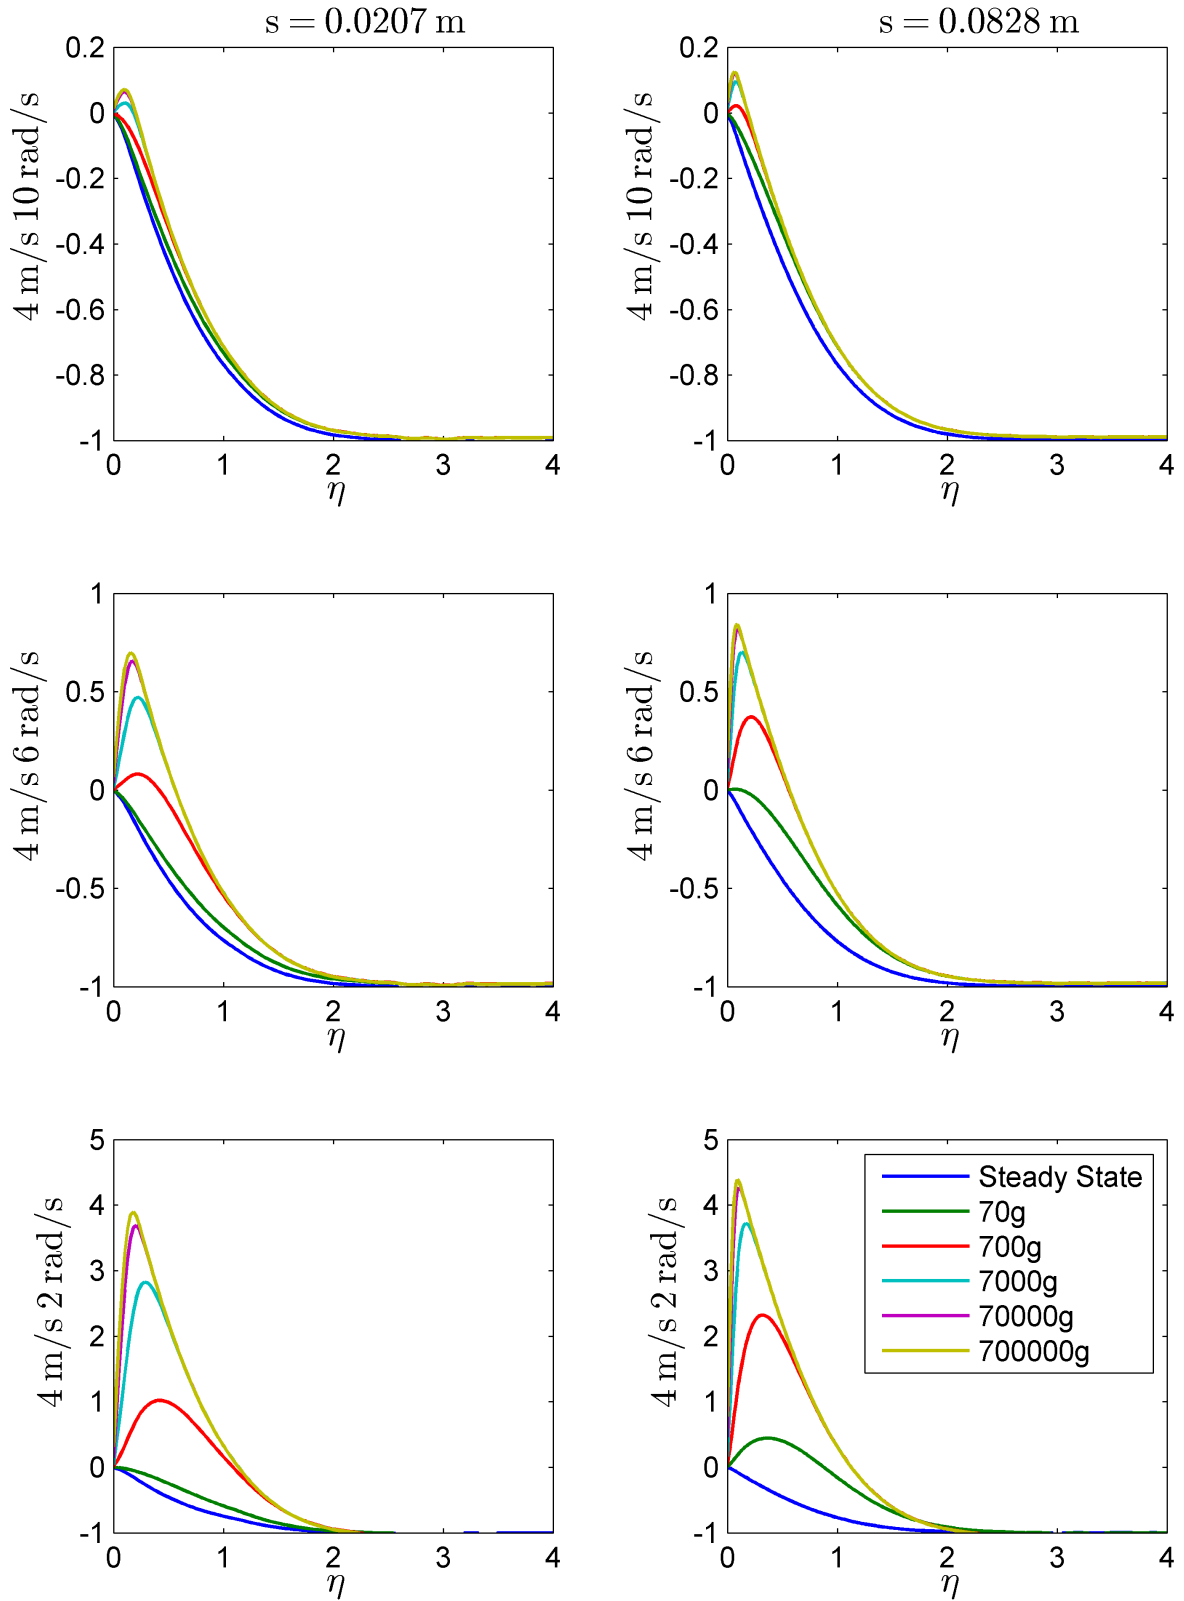 s = 0.0207 m
s = 0.0828 m
4 m/s 10 rad/s
0.2
0
-0.2
-0.4
-0.6
-0.8
-1
0 1 2 3 4
η
4 m/s 10 rad/s
0.2
0
-0.2
-0.4
-0.6
-0.8
-1
0 1 2 3 4
η
4 m/s 6 rad/s
1
0.5
0
-0.5
-1
0 1 2 3 4
η
4 m/s 6 rad/s
1
0.5
0
-0.5
-1
0 1 2 3 4
η
4 m/s 2 rad/s
5
4
3
2
1
0
-1
0 1 2 3 4
η
4 m/s 2 rad/s
5
4
3
2
1
0
-1
0 1 2 3 4
η
Steady State
70g
700g
7000g
70000g
700000g